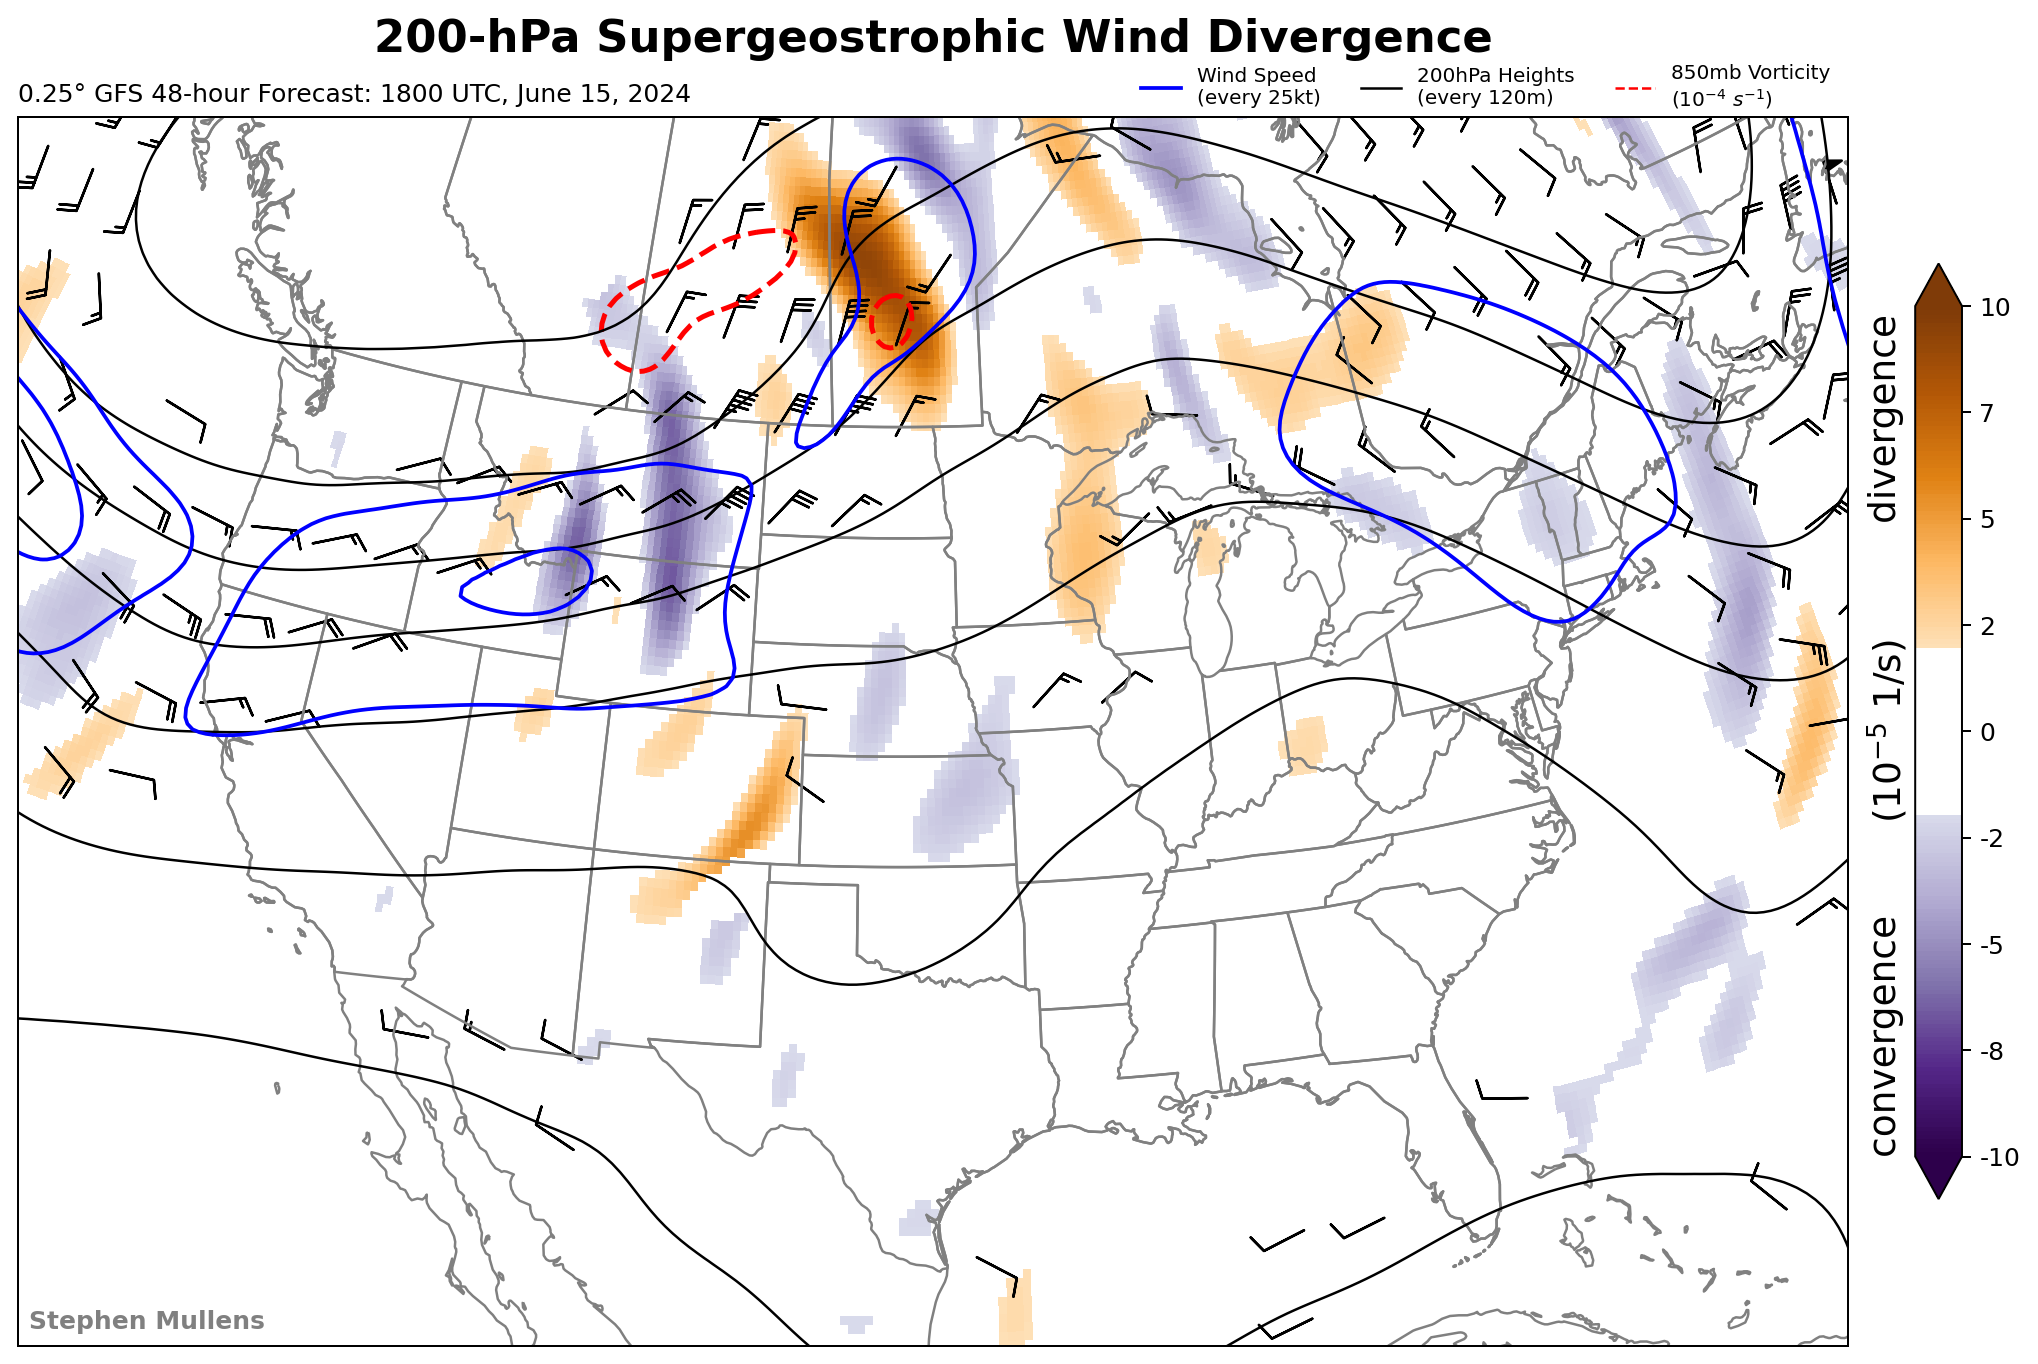 200-hPa Supergeostrophic Wind Divergence
0.25° GFS 48-hour Forecast: 1800 UTC, June 15, 2024
Wind Speed
(every 25kt)
200hPa Heights
(every 120m)
850mb Vorticity
(10⁻⁴ s⁻¹)
10
7
5
2
0
-2
-5
-8
-10
convergence (10⁻⁵ 1/s) divergence
Stephen Mullens